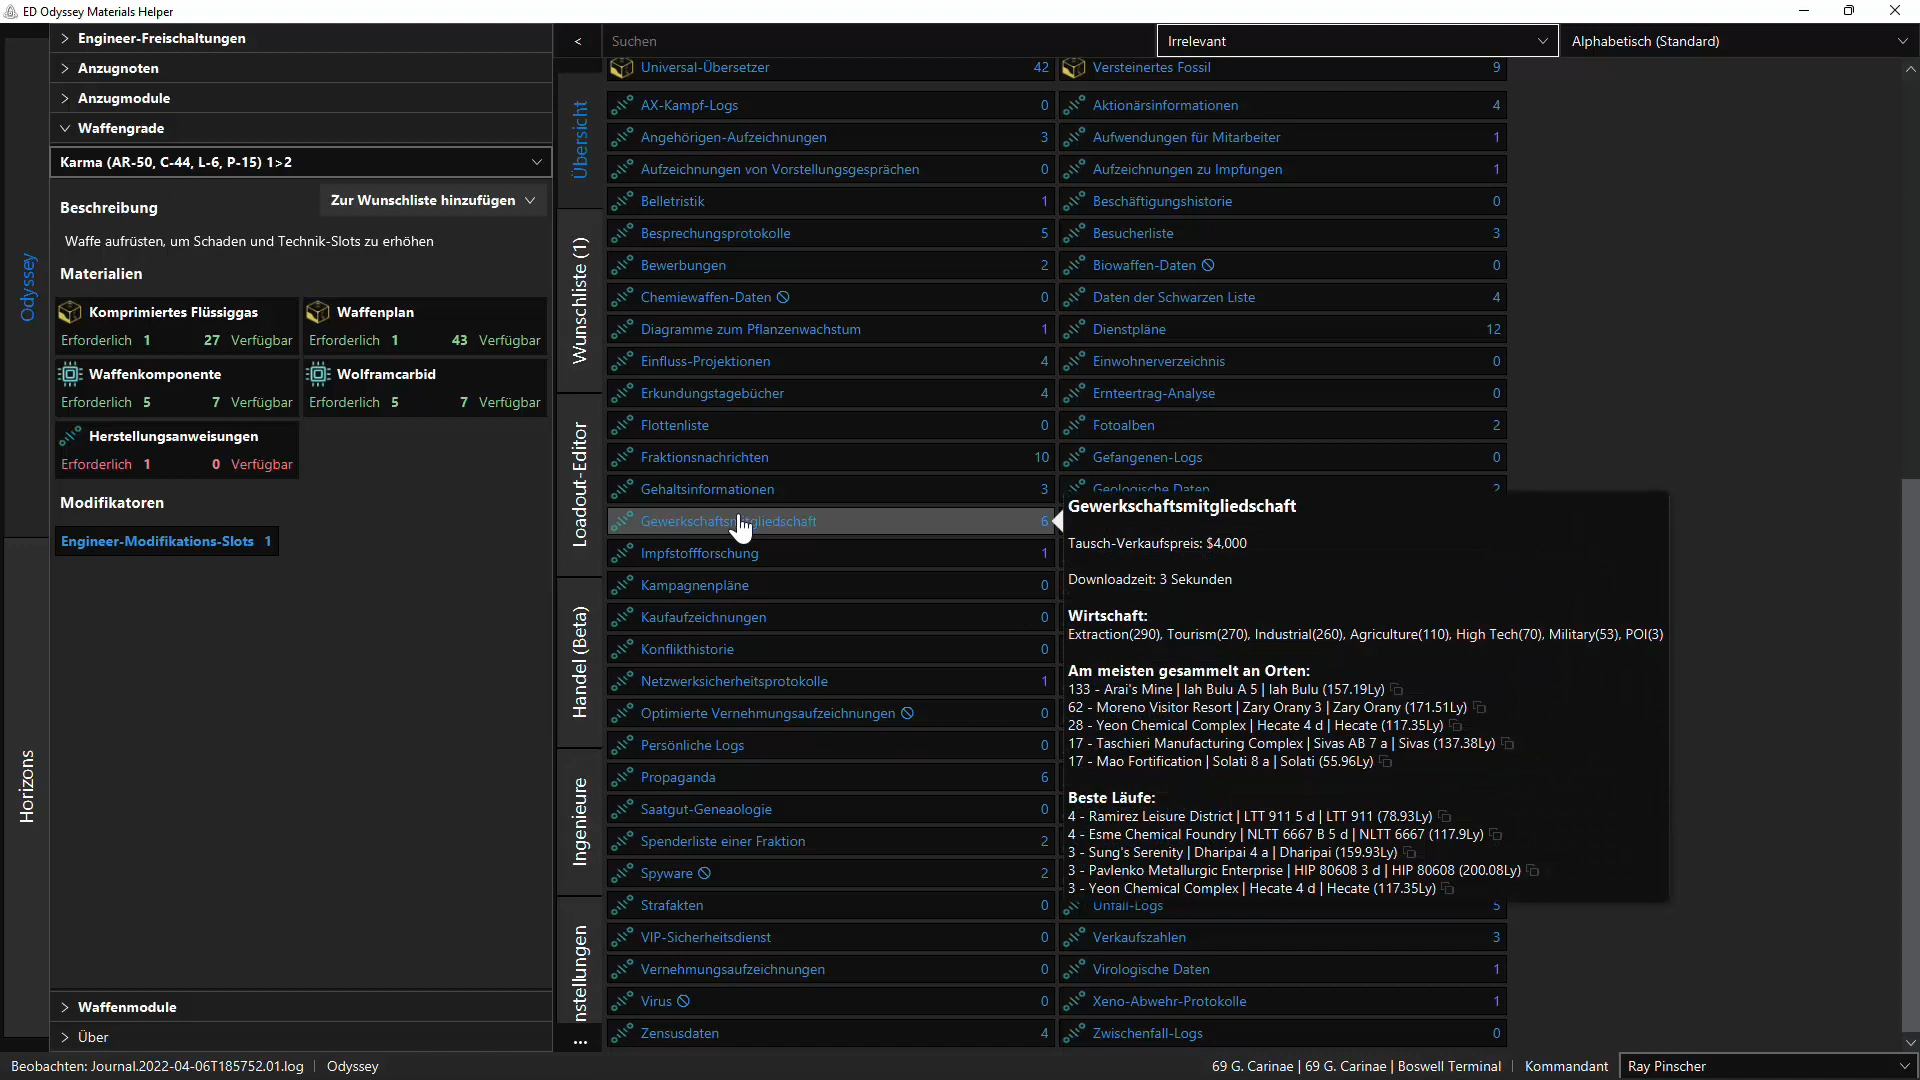 ED Odyssey Materials Helper
Engineer-Freischaltungen
Anzugnoten
Anzugmodule
Waffengrade
Karma (AR-50, C-44, L-6, P-15) 1>2
Beschreibung
Zur Wunschliste hinzufügen
Waffe aufrüsten, um Schaden und Technik-Slots zu erhöhen
Materialien
Komprimiertes Flüssiggas
Erforderlich 1 27 Verfügbar
Waffenplan
Erforderlich 1 43 Verfügbar
Waffenkomponente
Erforderlich 5 7 Verfügbar
Wolframcarbid
Erforderlich 5 7 Verfügbar
Herstellungsanweisungen
Erforderlich 1 0 Verfügbar
Modifikatoren
Engineer-Modifikations-Slots 1
Waffenmodule
Über
Odyssey
Horizons
<
Suchen
Irrelevant
Alphabetisch (Standard)
Übersicht
Wunschliste (1)
Loadout-Editor
Handel (Beta)
Ingenieure
nstellungen
...
Universal-Übersetzer 42
Versteinertes Fossil 9
AX-Kampf-Logs 0
Aktionärsinformationen 4
Angehörigen-Aufzeichnungen 3
Aufwendungen für Mitarbeiter 1
Aufzeichnungen von Vorstellungsgesprächen 0
Aufzeichnungen zu Impfungen 1
Belletristik 1
Beschäftigungshistorie 0
Besprechungsprotokolle 5
Besucherliste 3
Bewerbungen 2
Biowaffen-Daten 0
Chemiewaffen-Daten 0
Daten der Schwarzen Liste 4
Diagramme zum Pflanzenwachstum 1
Dienstpläne 12
Einfluss-Projektionen 4
Einwohnerverzeichnis 0
Erkundungstagebücher 4
Ernteertrag-Analyse 0
Flottenliste 0
Fotoalben 2
Fraktionsnachrichten 10
Gefangenen-Logs 0
Gehaltsinformationen 3
Geologische Daten 2
Gewerkschaftsmitgliedschaft 6
Impfstoffforschung 1
Kampagnenpläne 0
Kaufaufzeichnungen 0
Konflikthistorie 0
Netzwerksicherheitsprotokolle 1
Optimierte Vernehmungsaufzeichnungen 0
Persönliche Logs 0
Propaganda 6
Saatgut-Geneaologie 0
Spenderliste einer Fraktion 2
Spyware 2
Strafakten 0
Unfall-Logs 5
VIP-Sicherheitsdienst 0
Verkaufszahlen 3
Vernehmungsaufzeichnungen 0
Virologische Daten 1
Virus 0
Xeno-Abwehr-Protokolle 1
Zensusdaten 4
Zwischenfall-Logs 0
Gewerkschaftsmitgliedschaft
Tausch-Verkaufspreis: $4,000
Downloadzeit: 3 Sekunden
Wirtschaft:
Extraction(290), Tourism(270), Industrial(260), Agriculture(110), High Tech(70), Military(53), POI(3)
Am meisten gesammelt an Orten:
133 - Arai's Mine | Iah Bulu A 5 | Iah Bulu (157.19Ly)
62 - Moreno Visitor Resort | Zary Orany 3 | Zary Orany (171.51Ly)
28 - Yeon Chemical Complex | Hecate 4 d | Hecate (117.35Ly)
17 - Taschieri Manufacturing Complex | Sivas AB 7 a | Sivas (137.38Ly)
17 - Mao Fortification | Solati 8 a | Solati (55.96Ly)
Beste Läufe:
4 - Ramirez Leisure District | LTT 911 5 d | LTT 911 (78.93Ly)
4 - Esme Chemical Foundry | NLTT 6667 B 5 d | NLTT 6667 (117.9Ly)
3 - Sung's Serenity | Dharipai 4 a | Dharipai (159.93Ly)
3 - Pavlenko Metallurgic Enterprise | HIP 80608 3 d | HIP 80608 (200.08Ly)
3 - Yeon Chemical Complex | Hecate 4 d | Hecate (117.35Ly)
Beobachten: Journal.2022-04-06T185752.01.log
Odyssey
69 G. Carinae | 69 G. Carinae | Boswell Terminal
Kommandant
Ray Pinscher